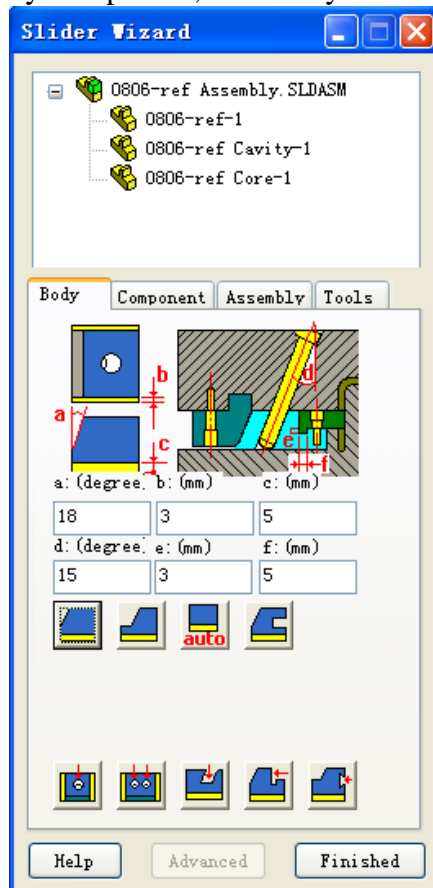 Slider Wizard
0806-ref Assembly.SLDASM
0806-ref-1
0806-ref Cavity-1
0806-ref Core-1
Body Component Assembly Tools
b
d
a
c
e
f
a: (degree b: (mm) c: (mm)
18 3 5
d: (degree e: (mm) f: (mm)
15 3 5
auto
Help Advanced Finished